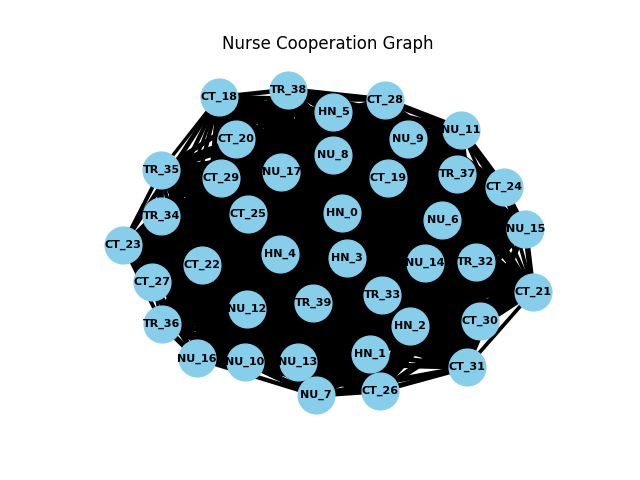 Nurse Cooperation Graph
TR_38
CT_18
CT_28
HN_5
NU_11
CT_20
NU_9
NU_8
TR_35
NU_17
TR_37
CT_29
CT_19
CT_24
TR_34
CT_25
HN_0
NU_6
NU_15
CT_23
HN_4
HN_3
NU_14
TR_32
CT_22
CT_27
CT_21
TR_33
TR_39
NU_12
CT_30
TR_36
HN_2
HN_1
NU_16
NU_10
NU_13
CT_31
CT_26
NU_7